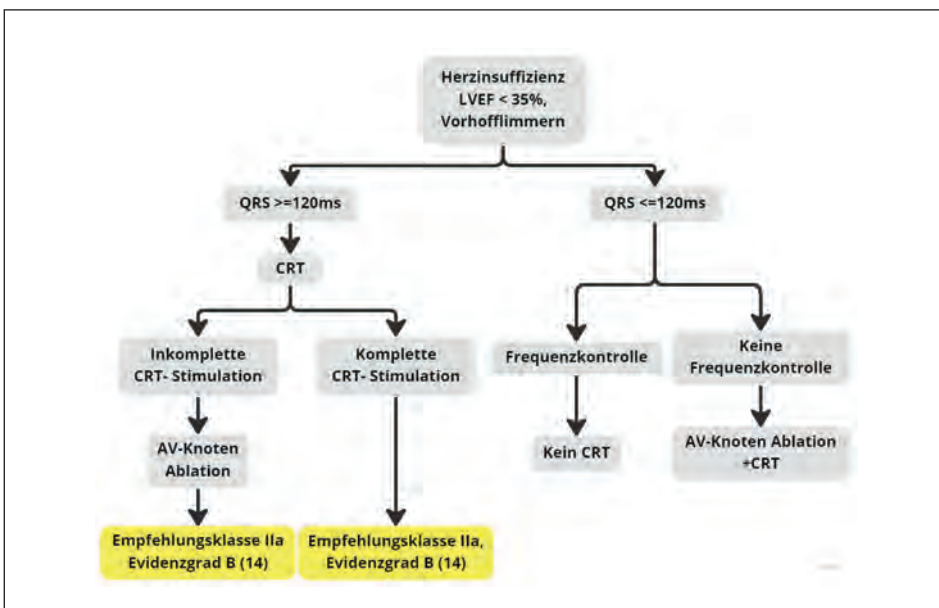 Herzinsuffizienz
LVEF < 35%,
Vorhofflimmern
QRS >=120ms
QRS <=120ms
CRT
Inkomplette
CRT- Stimulation
Komplette
CRT- Stimulation
Frequenzkontrolle
Keine
Frequenzkontrolle
AV-Knoten
Ablation
Kein CRT
AV-Knoten Ablation
+CRT
Empfehlungsklasse IIa
Evidenzgrad B (14)
Empfehlungsklasse IIa,
Evidenzgrad B (14)